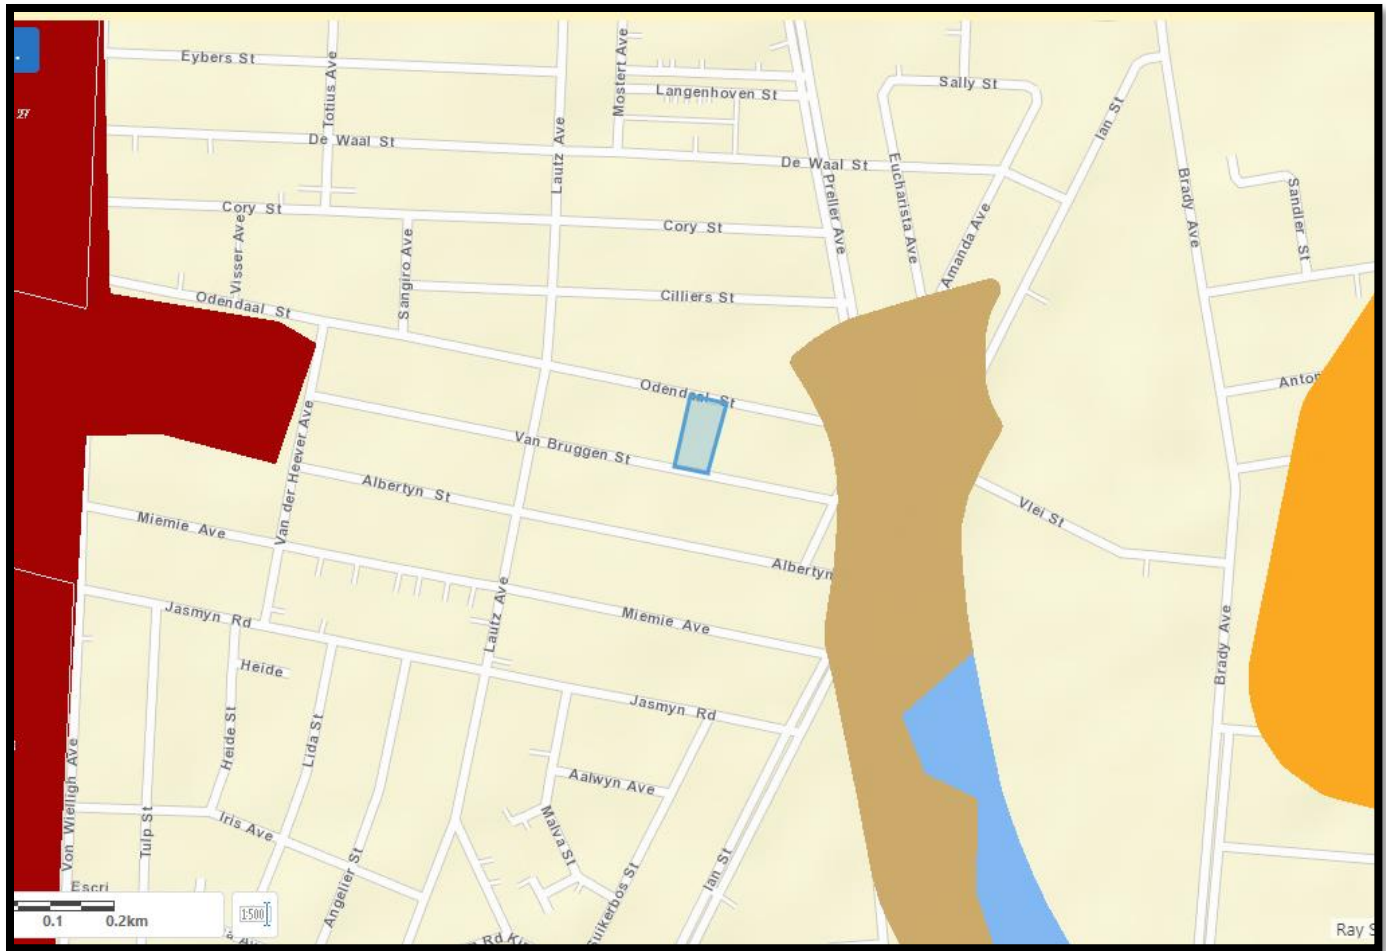 Eybers St
Totius Ave
Mostert Ave
Langenhoven St
Sally St
Ian St
27
De Waal St
Lautz Ave
De Waal St
Preller Ave
Eucharista Ave
Amanda Ave
Brady Ave
Sandler St
Cory St
Visser Ave
Sangiro Ave
Cory St
Odendaal St
Cilliers St
Odendaal St
Anton
Van der Heever Ave
Van Bruggen St
Albertyn St
Miemie Ave
Vlei St
Albertyn
Jasmyn Rd
Lautz Ave
Miemie Ave
Brady Ave
Heide
Heide St
Lida St
Jasmyn Rd
Von Wielligh Ave
Tulp St
Iris Ave
Aalwyn Ave
Malva St
Angelier St
Suikerbos St
Ian St
Escri
0.1 0.2km
1:500
Ray S